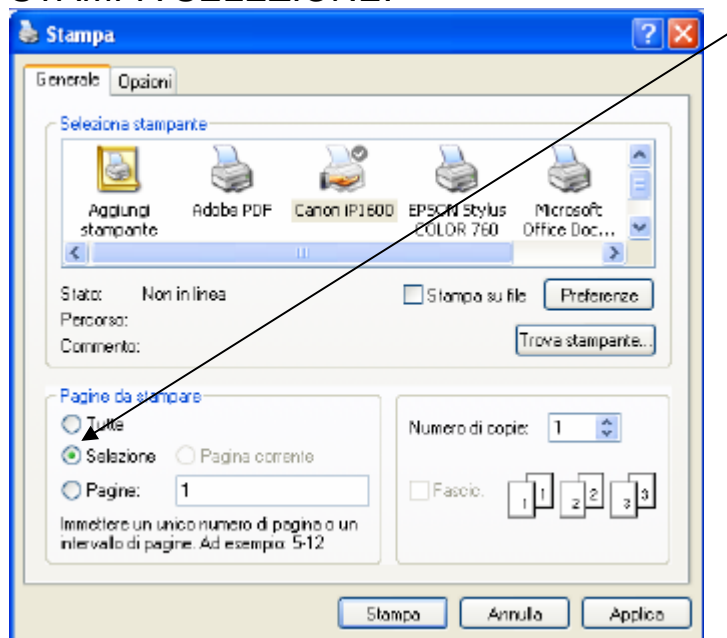 STAMPA SELEZIONE.
Stampa
Generale Opzioni
Seleziona stampante
Aggiungi stampante
Adobe PDF
Canon iP1600
EPSON Stylus COLOR 760
Microsoft Office Doc...
Stato: Non in linea
Percorso:
Commento:
Stampa su file
Preferenze
Trova stampante...
Pagine da stampare
Tutte
Selezione Pagina corrente
Pagine: 1
Immettere un unico numero di pagina o un
intervallo di pagine. Ad esempio: 5-12
Numero di copie: 1
Fascic.
1 1 2 2 3 3
Stampa Annulla Applica